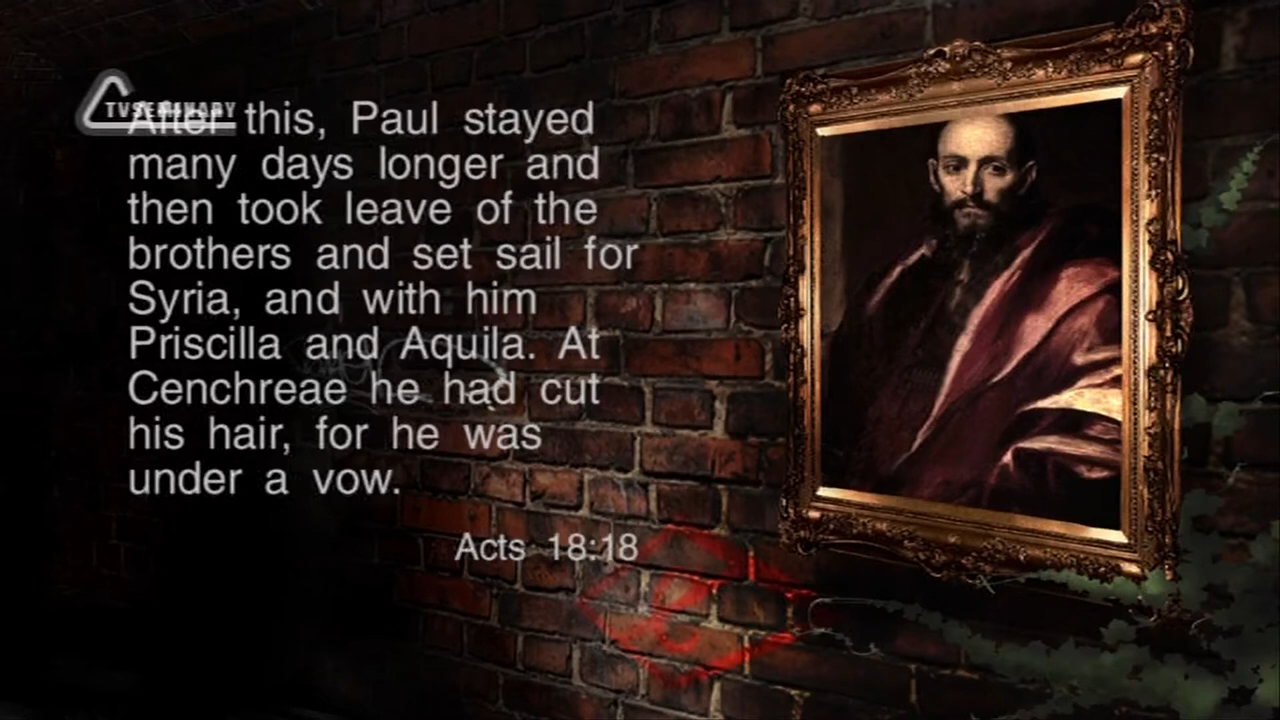 TVSEMINARY
After this, Paul stayed
many days longer and
then took leave of the
brothers and set sail for
Syria, and with him
Priscilla and Aquila. At
Cenchreae he had cut
his hair, for he was
under a vow.
Acts 18:18